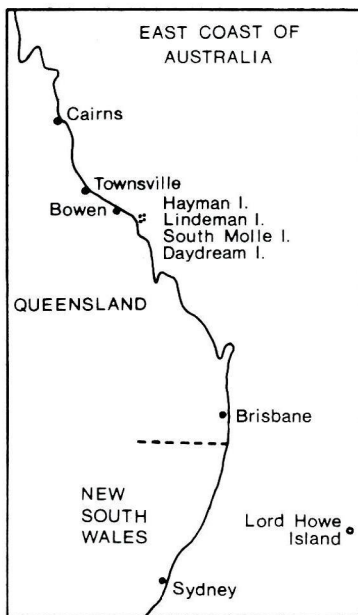 EAST COAST OF
AUSTRALIA
Cairns
Townsville
Bowen
Hayman I.
Lindeman I.
South Molle I.
Daydream I.
QUEENSLAND
Brisbane
NEW
SOUTH
WALES
Lord Howe
Island
Sydney